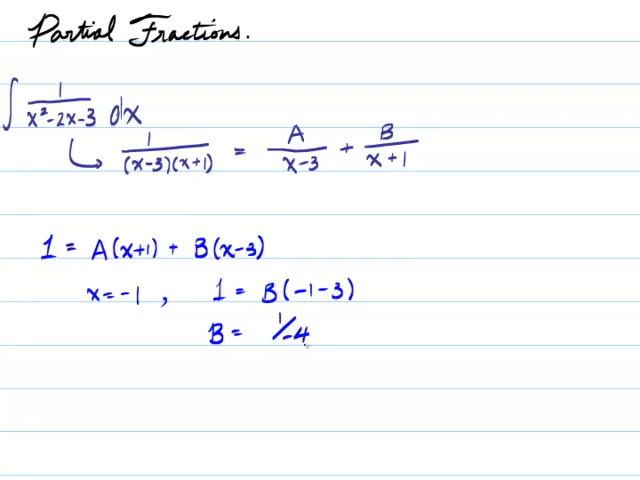 Partial Fractions.
∫ 1/(x²-2x-3) dx
1/((x-3)(x+1)) = A/(x-3) + B/(x+1)
1 = A(x+1) + B(x-3)
x=-1 , 1 = B(-1-3)
B = 1/-4